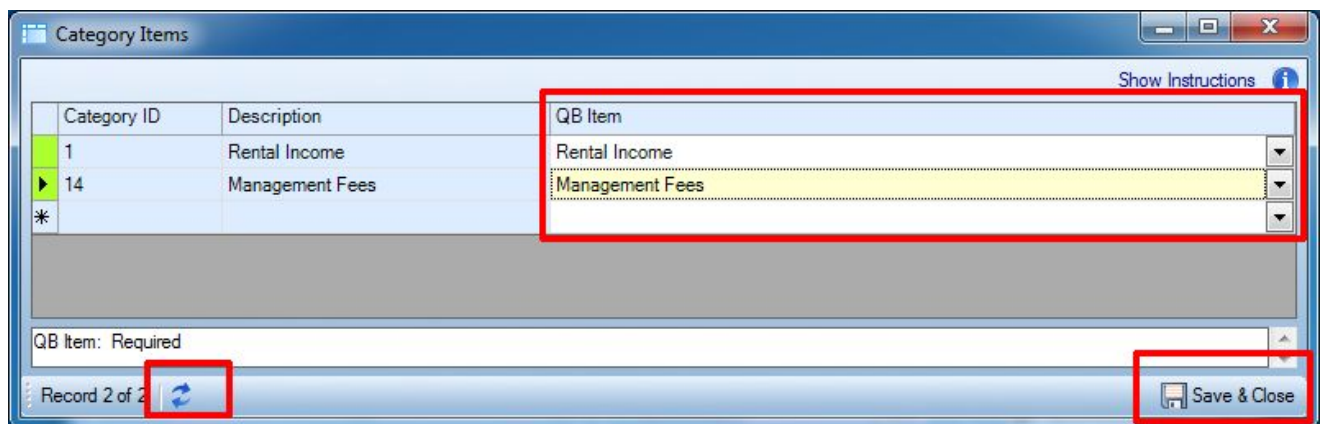 Category Items
Show Instructions
Category ID Description QB Item
1 Rental Income Rental Income
14 Management Fees Management Fees
QB Item: Required
Record 2 of 2 Save & Close